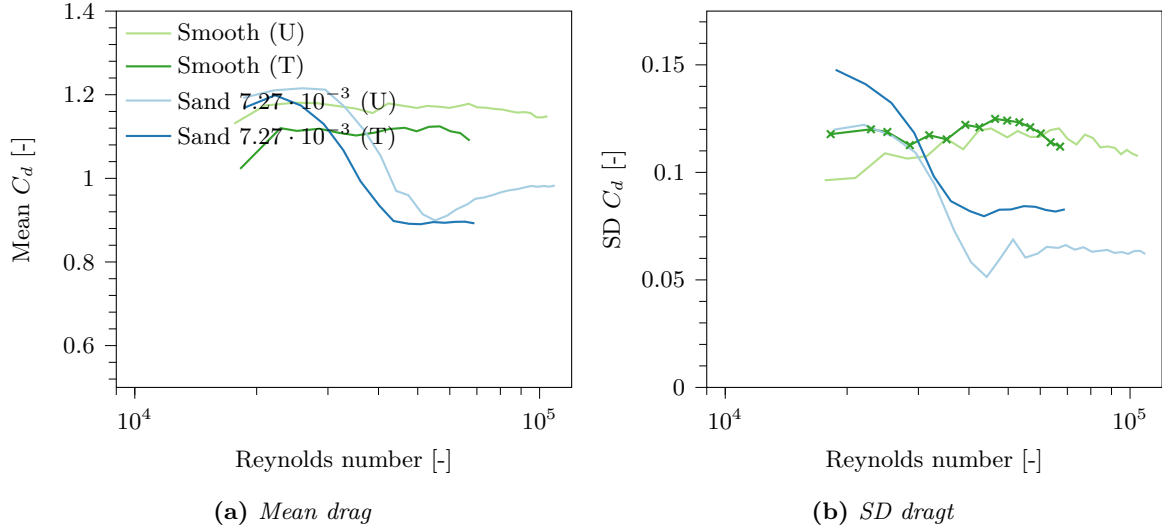 1.4
1.2
1
0.8
0.6
Mean C_d [-]
Smooth (U)
Smooth (T)
Sand 7.27 · 10⁻³ (U)
Sand 7.27 · 10⁻³ (T)
10⁴
10⁵
Reynolds number [-]
(a) Mean drag
0.15
0.1
0.05
0
SD C_d [-]
10⁴
10⁵
Reynolds number [-]
(b) SD dragt